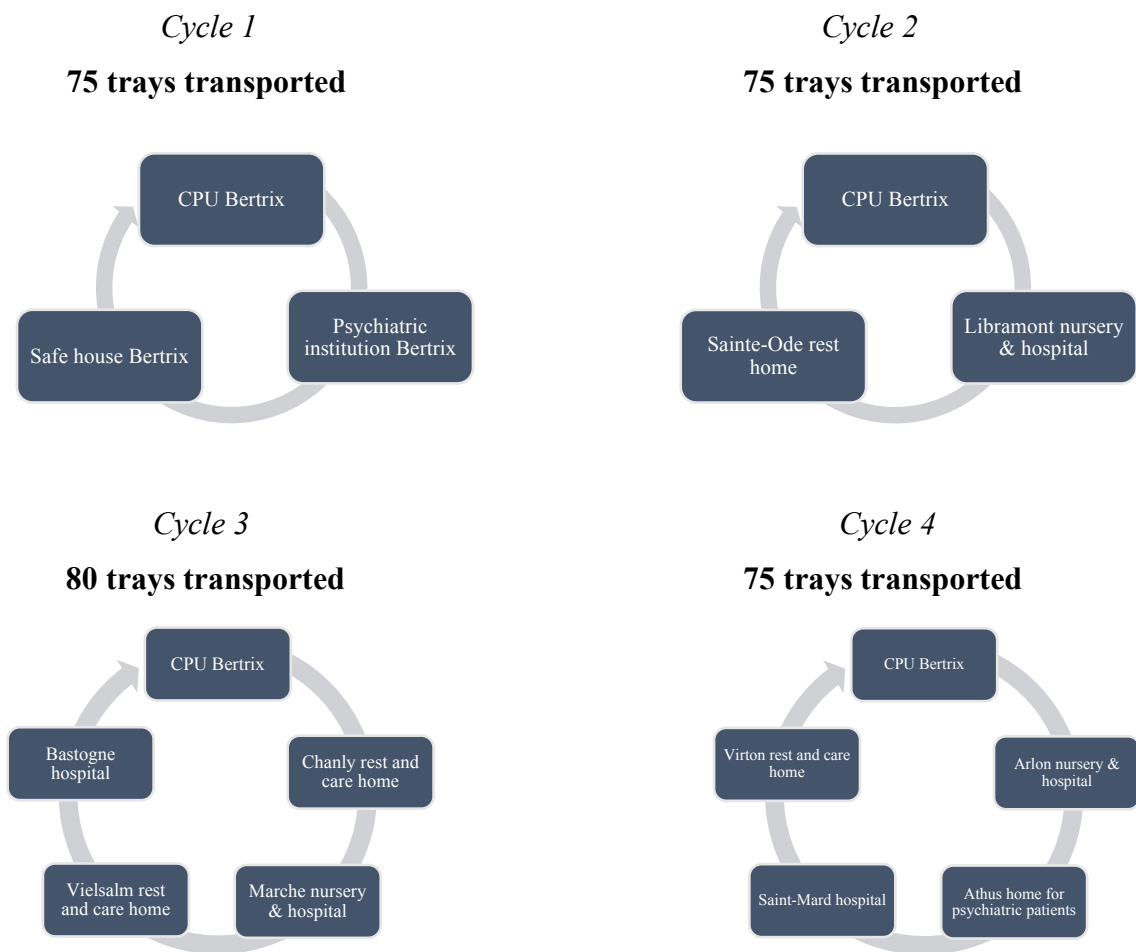 Cycle 1
75 trays transported
CPU Bertrix
Psychiatric
institution Bertrix
Safe house Bertrix
Cycle 2
75 trays transported
CPU Bertrix
Libramont nursery
& hospital
Sainte-Ode rest
home
Cycle 3
80 trays transported
CPU Bertrix
Chanly rest and
care home
Marche nursery
& hospital
Vielsalm rest
and care home
Bastogne
hospital
Cycle 4
75 trays transported
CPU Bertrix
Arlon nursery &
hospital
Athus home for
psychiatric patients
Saint-Mard hospital
Virton rest and care
home